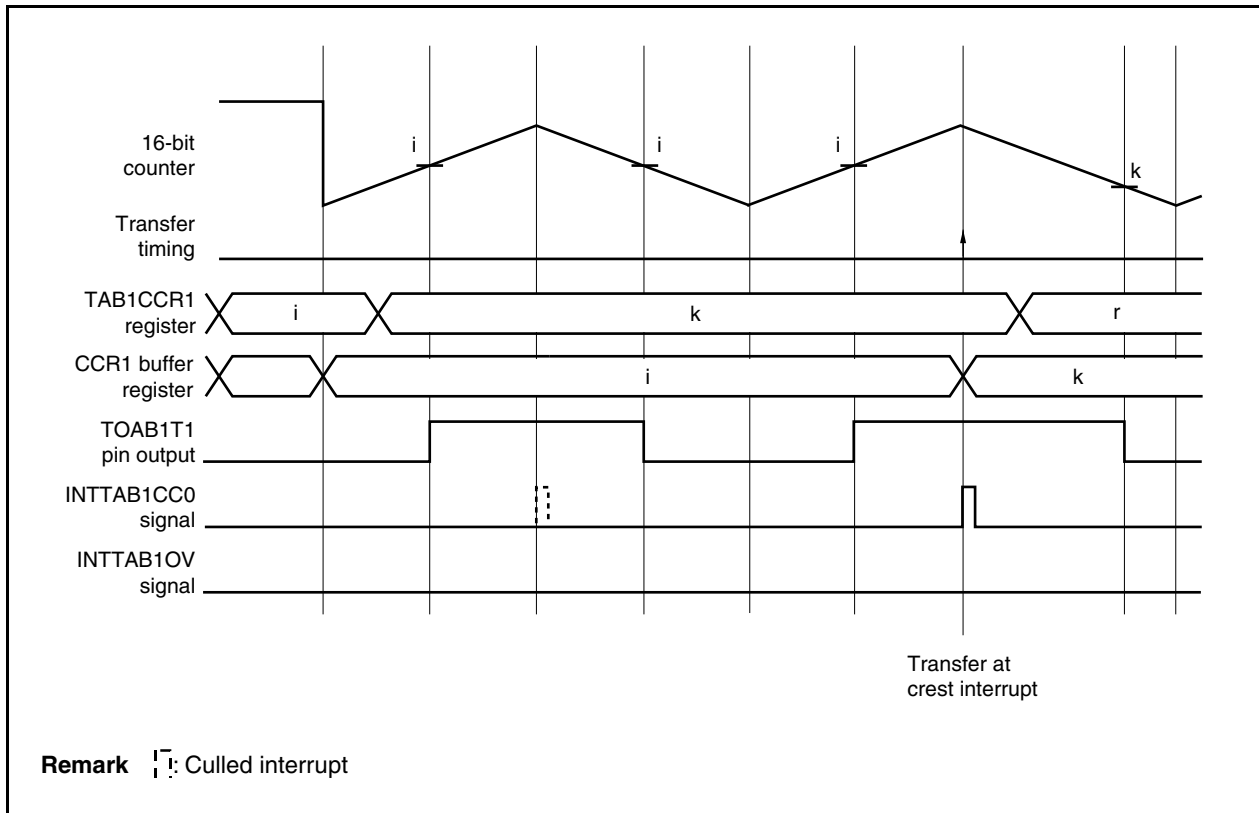 16-bit
counter
i
i
i
k
Transfer
timing
TAB1CCR1
register
i
k
r
CCR1 buffer
register
i
k
TOAB1T1
pin output
INTTAB1CC0
signal
INTTAB1OV
signal
Transfer at
crest interrupt
Remark : Culled interrupt